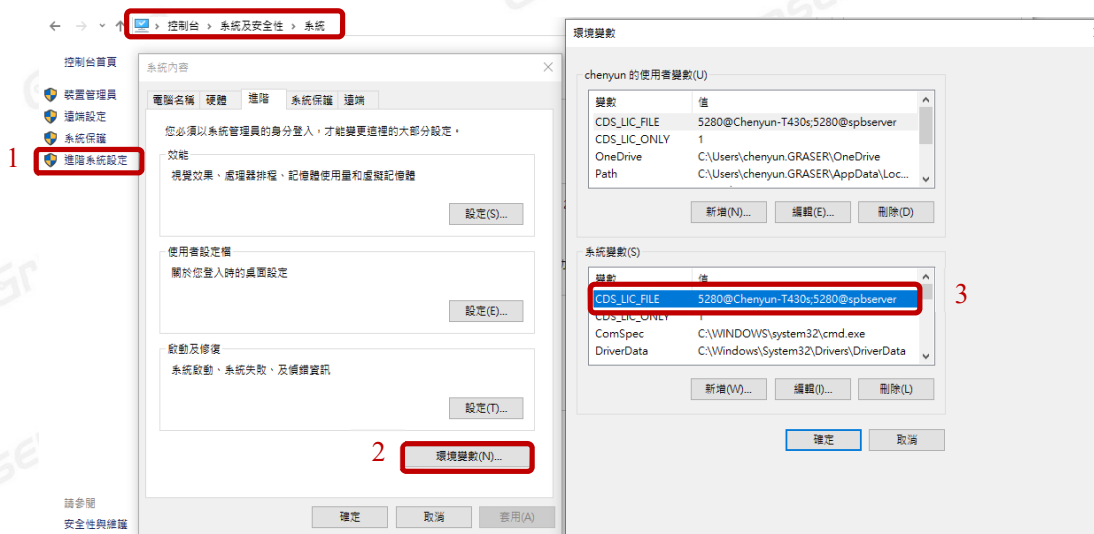 控制台 › 系統及安全性 › 系統
控制台首頁
裝置管理員
遠端設定
系統保護
1
進階系統設定
請參閱
安全性與維護
系統內容
電腦名稱 硬體 進階 系統保護 遠端
您必須以系統管理員的身分登入，才能變更這裡的大部分設定。
效能
視覺效果、處理器排程、記憶體使用量和虛擬記憶體
設定(S)...
使用者設定檔
關於您登入時的桌面設定
設定(E)...
啟動及修復
系統啟動、系統失敗、及偵錯資訊
設定(T)...
2
環境變數(N)...
確定 取消 套用(A)
環境變數
chenyun 的使用者變數(U)
變數 值
CDS_LIC_FILE 5280@Chenyun-T430s;5280@spbserver
CDS_LIC_ONLY 1
OneDrive C:\Users\chenyun.GRASER\OneDrive
Path C:\Users\chenyun.GRASER\AppData\Loc...
新增(N)... 編輯(E)... 刪除(D)
系統變數(S)
變數 值
CDS_LIC_FILE 5280@Chenyun-T430s;5280@spbserver
3
CDS_LIC_ONLY 1
ComSpec C:\WINDOWS\system32\cmd.exe
DriverData C:\Windows\System32\Drivers\DriverData
新增(W)... 編輯(I)... 刪除(L)
確定 取消